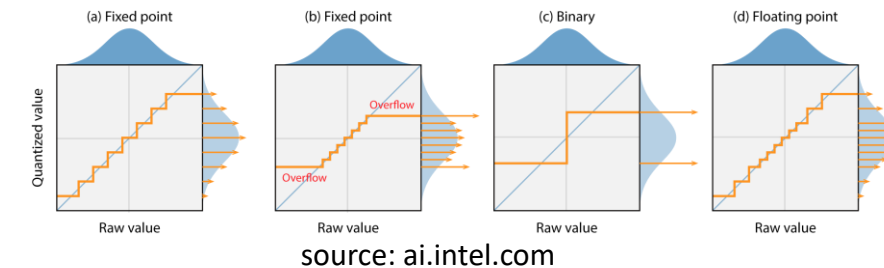 (a) Fixed point
(b) Fixed point
(c) Binary
(d) Floating point
Quantized value
Overflow
Overflow
Raw value
Raw value
Raw value
Raw value
source: ai.intel.com